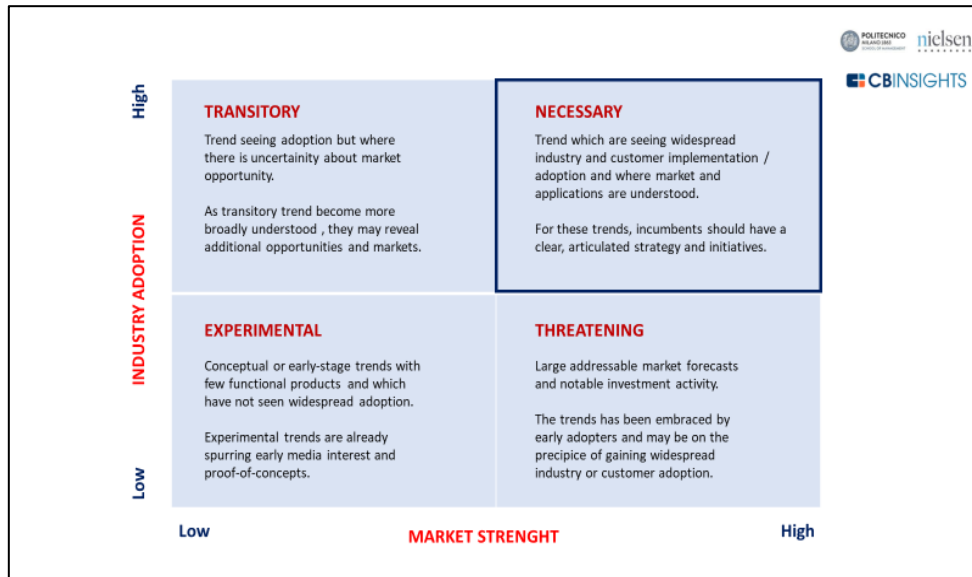 POLITECNICO
MILANO 1863
SCHOOL OF MANAGEMENT
nielsen
CBINSIGHTS
High
TRANSITORY
Trend seeing adoption but where
there is uncertainity about market
opportunity.
As transitory trend become more
broadly understood , they may reveal
additional opportunities and markets.
NECESSARY
Trend which are seeing widespread
industry and customer implementation /
adoption and where market and
applications are understood.
For these trends, incumbents should have a
clear, articulated strategy and initiatives.
INDUSTRY ADOPTION
EXPERIMENTAL
Conceptual or early-stage trends with
few functional products and which
have not seen widespread adoption.
Experimental trends are already
spurring early media interest and
proof-of-concepts.
THREATENING
Large addressable market forecasts
and notable investment activity.
The trends has been embraced by
early adopters and may be on the
precipice of gaining widespread
industry or customer adoption.
Low
Low
MARKET STRENGHT
High